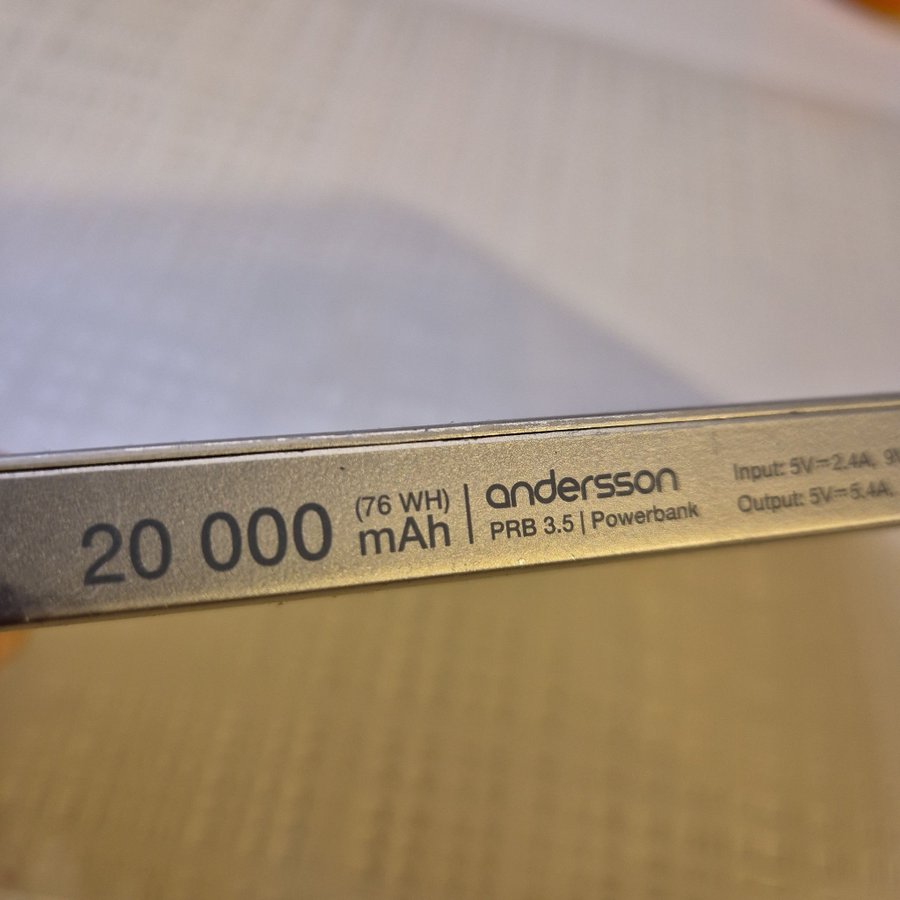 20 000 (76 WH) mAh
andersson
PRB 3.5 | Powerbank
Input: 5V⎓2.4A,
Output: 5V⎓5.4A,